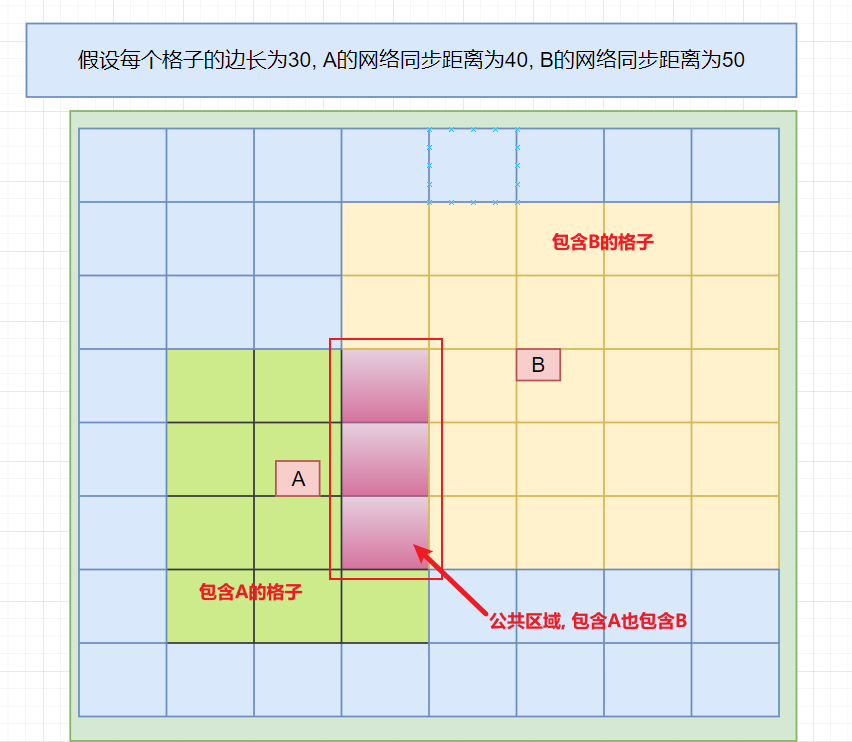 假设每个格子的边长为30, A的网络同步距离为40, B的网络同步距离为50
包含B的格子
B
A
包含A的格子
公共区域, 包含A也包含B